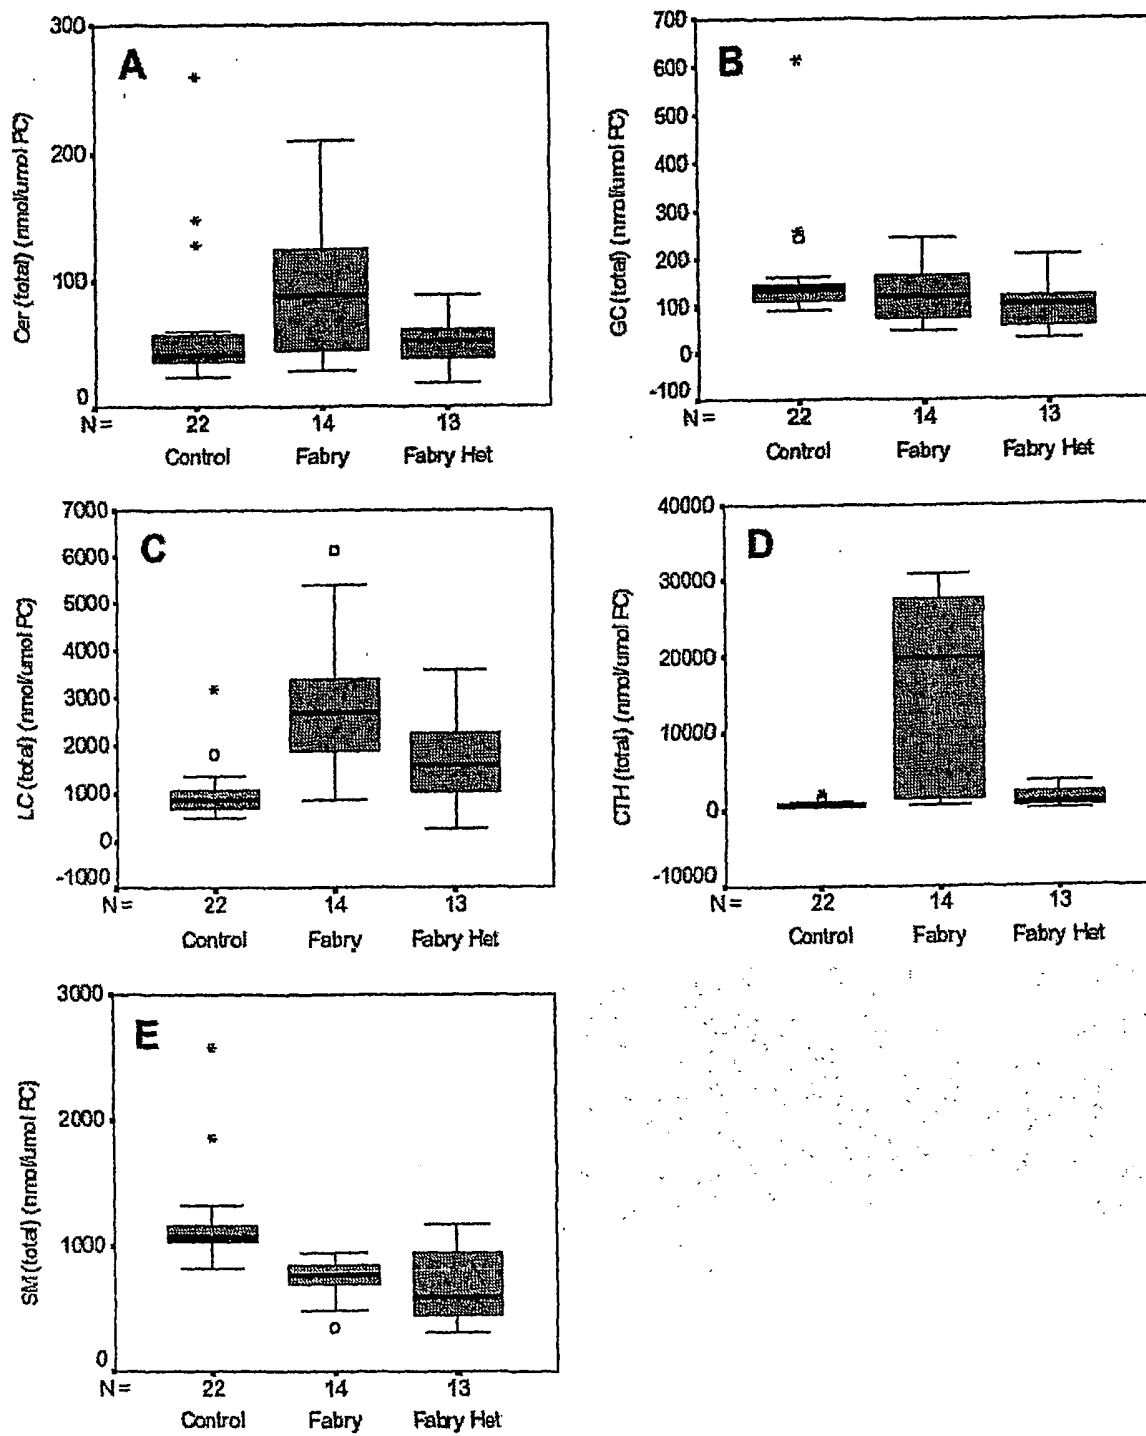 A
Cer (total) (nmol/umol PC)
300
200
100
0
N = 22 14 13
Control Fabry Fabry Het
B
GC(total) (nmol/umol PC)
700
600
500
400
300
200
100
0
-100
N = 22 14 13
Control Fabry Fabry Het
C
LC (total) (nmol/umol PC)
7000
6000
5000
4000
3000
2000
1000
0
-1000
N = 22 14 13
Control Fabry Fabry Het
D
CTH (total) (nmol/umol PC)
40000
30000
20000
10000
0
-10000
N = 22 14 13
Control Fabry Fabry Het
E
SM (total) (nmol/umol PC)
3000
2000
1000
0
N = 22 14 13
Control Fabry Fabry Het